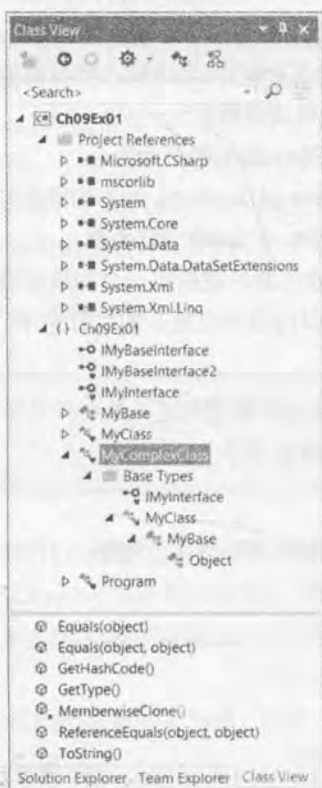 Class View
<Search>
Ch09Ex01
Project References
Microsoft.CSharp
mscorlib
System
System.Core
System.Data
System.Data.DataSetExtensions
System.Xml
System.Xml.Linq
{ } Ch09Ex01
IMyBaseInterface
IMyBaseInterface2
IMyInterface
MyBase
MyClass
MyComplexClass
Base Types
IMyInterface
MyClass
MyBase
Object
Program
Equals(object)
Equals(object, object)
GetHashCode()
GetType()
MemberwiseClone()
ReferenceEquals(object, object)
ToString()
Solution Explorer Team Explorer Class View